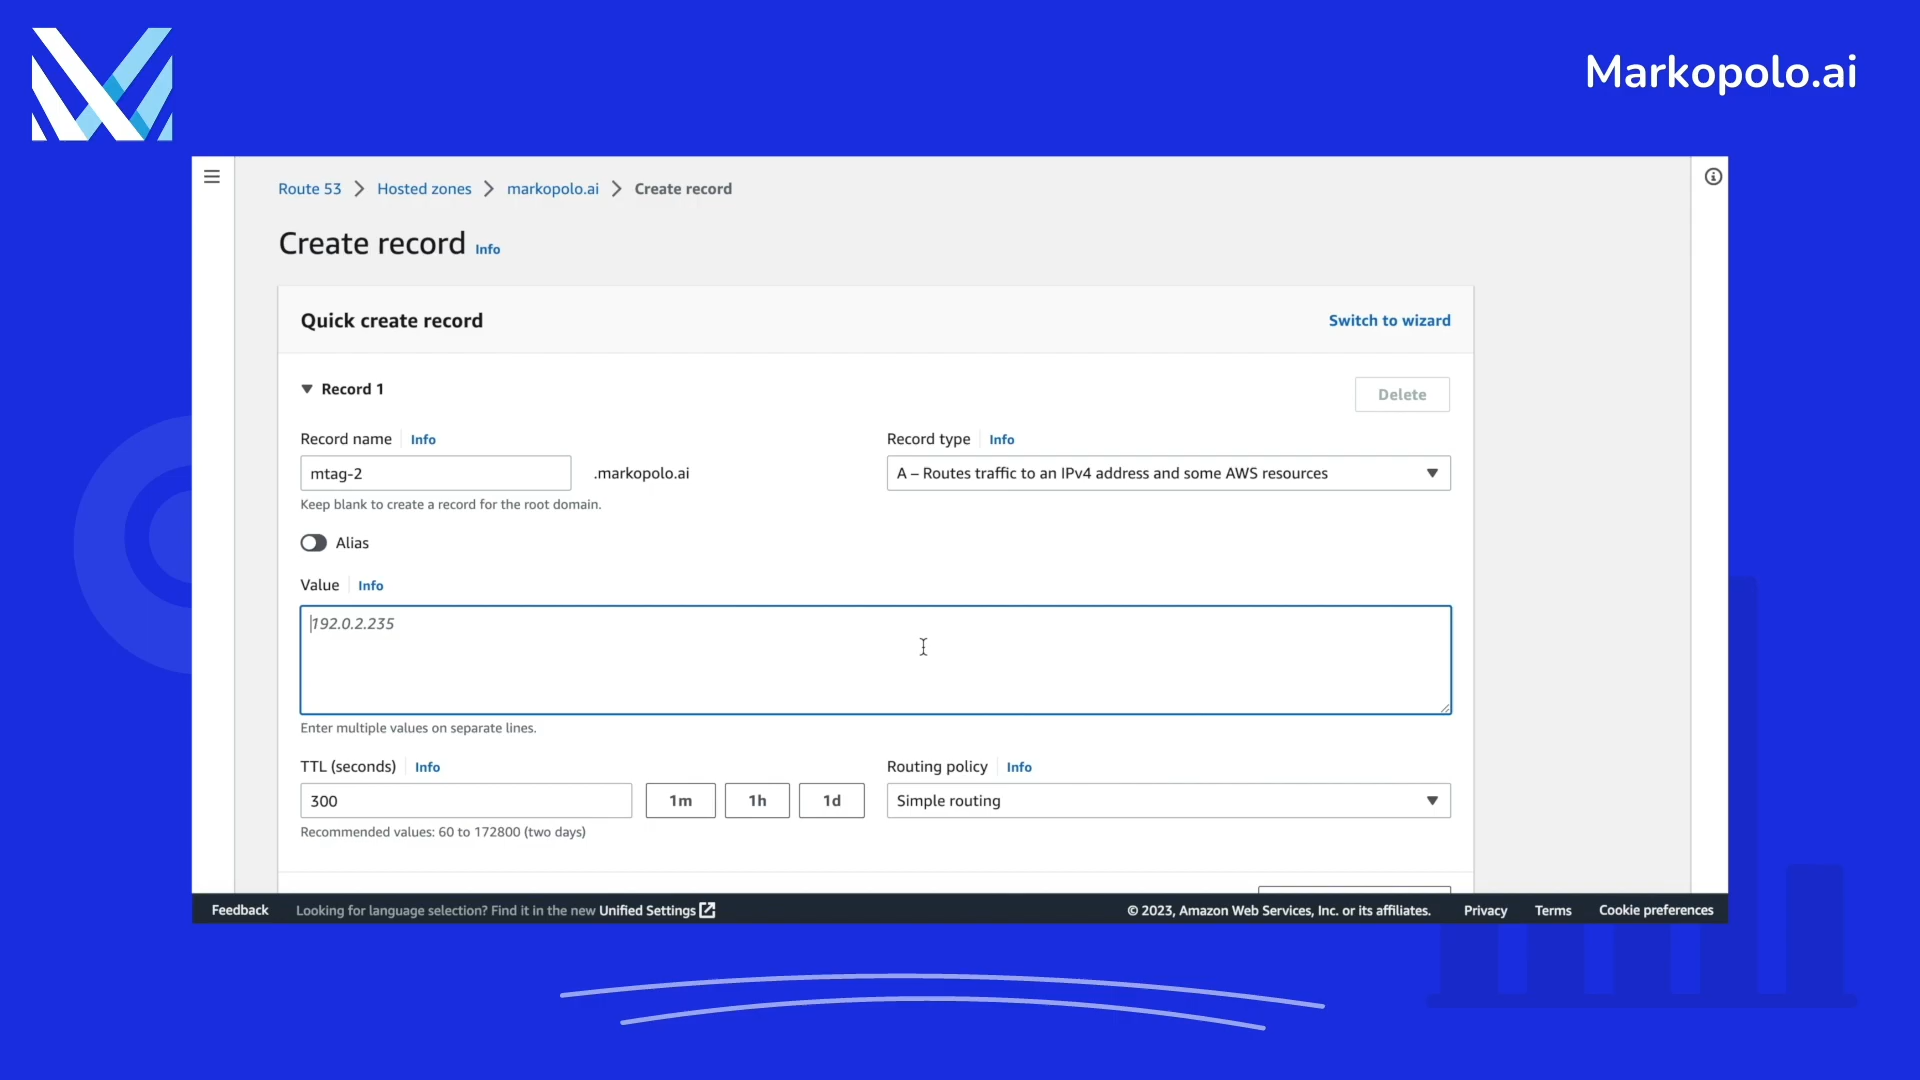 Markopolo.ai
Route 53 > Hosted zones > markopolo.ai > Create record
Create record Info
Quick create record
Switch to wizard
Record 1
Delete
Record name Info
Record type Info
mtag-2 .markopolo.ai
A – Routes traffic to an IPv4 address and some AWS resources
Keep blank to create a record for the root domain.
Alias
Value Info
192.0.2.235
Enter multiple values on separate lines.
TTL (seconds) Info
Routing policy Info
300 1m 1h 1d
Simple routing
Recommended values: 60 to 172800 (two days)
Feedback Looking for language selection? Find it in the new Unified Settings © 2023, Amazon Web Services, Inc. or its affiliates. Privacy Terms Cookie preferences